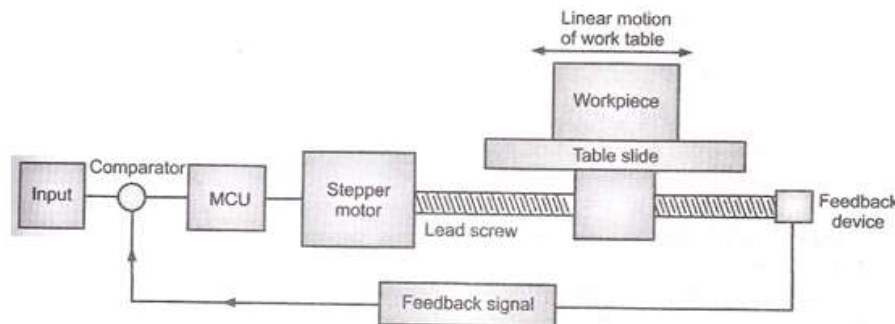 Linear motion
of work table
Workpiece
Table slide
Comparator
Input
MCU
Stepper
motor
Lead screw
Feedback
device
Feedback signal